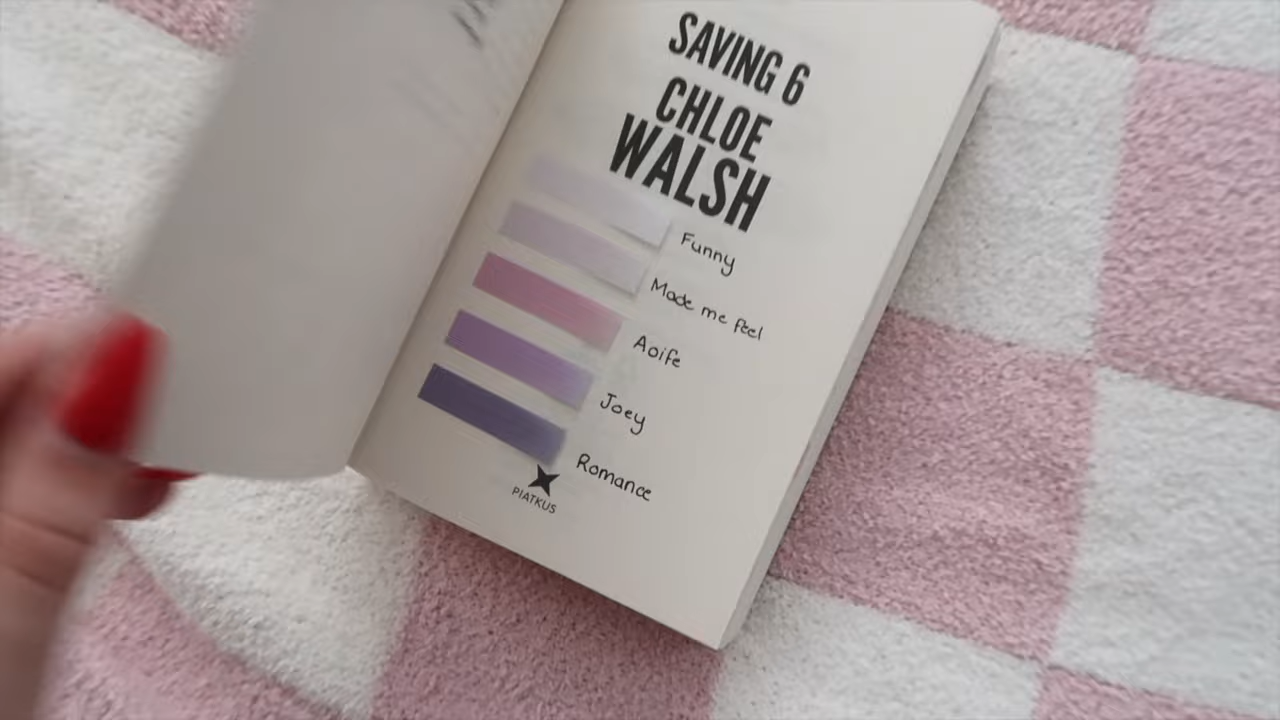 SAVING 6
CHLOE
WALSH
Funny
Made me feel
Aoife
Joey
Romance
PIATKUS